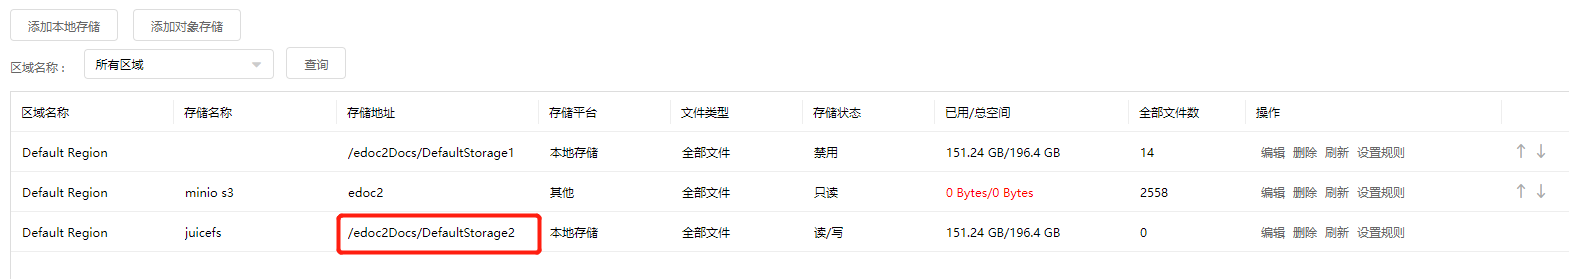 添加本地存储 添加对象存储
区域名称： 所有区域 查询
区域名称 存储名称 存储地址 存储平台 文件类型 存储状态 已用/总空间 全部文件数 操作
Default Region /edoc2Docs/DefaultStorage1 本地存储 全部文件 禁用 151.24 GB/196.4 GB 14 编辑 删除 刷新 设置规则 ↑ ↓
Default Region minio s3 edoc2 其他 全部文件 只读 0 Bytes/0 Bytes 2558 编辑 删除 刷新 设置规则 ↑ ↓
Default Region juicefs /edoc2Docs/DefaultStorage2 本地存储 全部文件 读/写 151.24 GB/196.4 GB 0 编辑 删除 刷新 设置规则